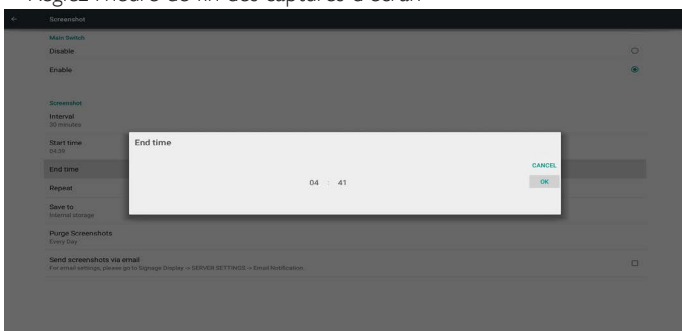 Réglez l'heure de fin des captures d'écran
← Screenshot
Main Switch
Disable
Enable
Screenshot
Interval
30 minutes
Start time
04:39
End time
Repeat
Save to
Internal storage
Purge Screenshots
Every Day
Send screenshots via email
For email settings, please go to Signage Display → SERVER SETTINGS → Email Notification.
End time
04 : 41
CANCEL
OK